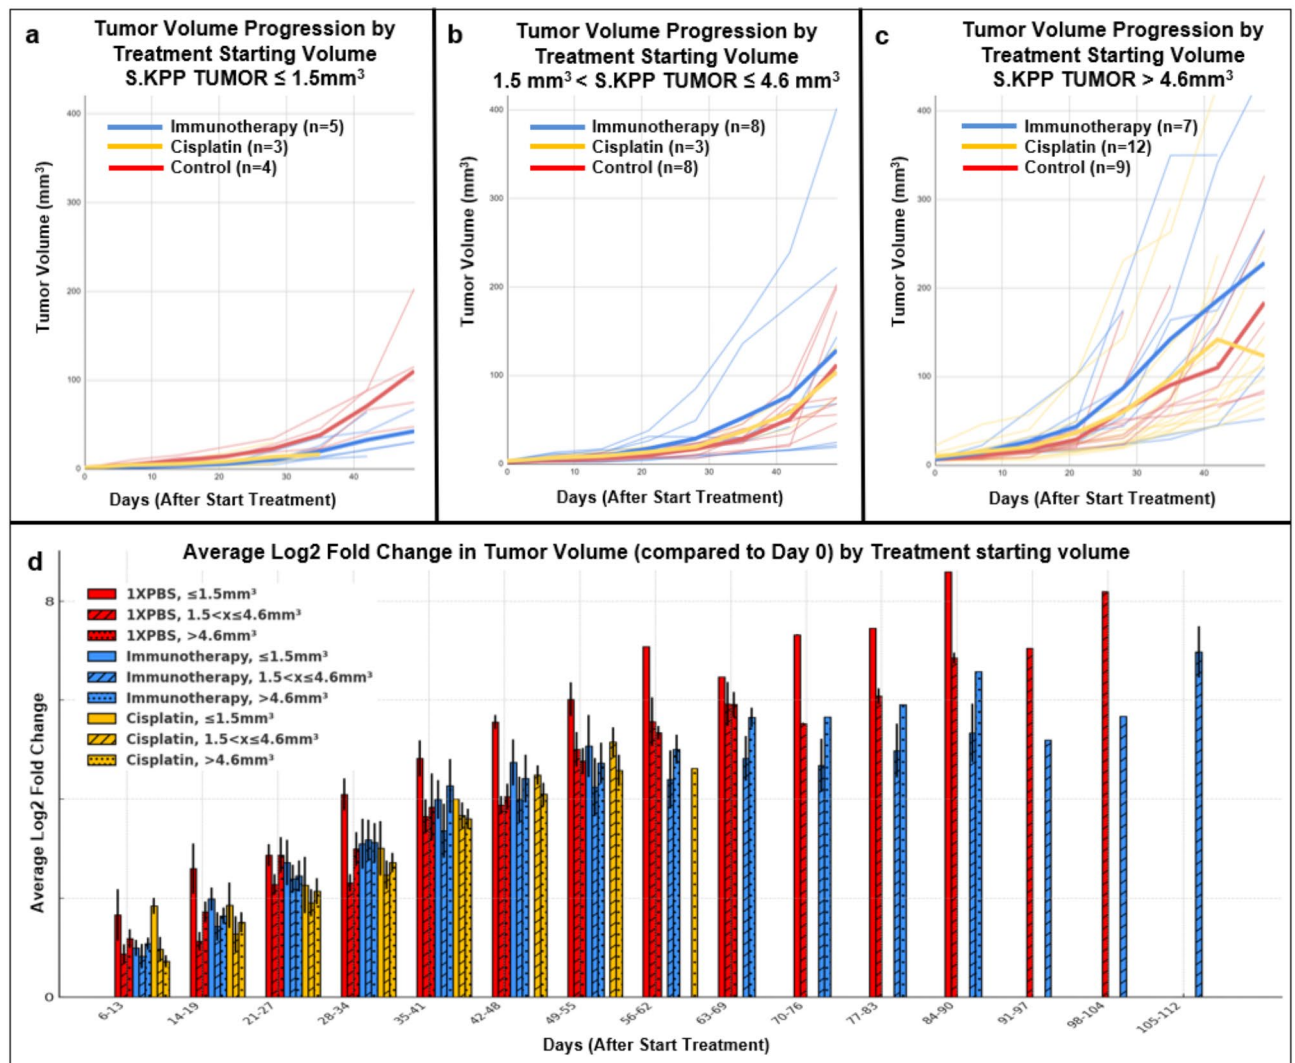 a
Tumor Volume Progression by
Treatment Starting Volume
S.KPP TUMOR ≤ 1.5mm³
400
300
200
100
0
Tumor Volume (mm³)
Immunotherapy (n=5)
Cisplatin (n=3)
Control (n=4)
0 10 20 30 40
Days (After Start Treatment)
b
Tumor Volume Progression by
Treatment Starting Volume
1.5 mm³ < S.KPP TUMOR ≤ 4.6 mm³
400
300
200
100
0
Tumor Volume (mm³)
Immunotherapy (n=8)
Cisplatin (n=3)
Control (n=8)
0 10 20 30 40
Days (After Start Treatment)
c
Tumor Volume Progression by
Treatment Starting Volume
S.KPP TUMOR > 4.6mm³
400
300
200
100
0
Tumor Volume (mm³)
Immunotherapy (n=7)
Cisplatin (n=12)
Control (n=9)
0 10 20 30 40
Days (After Start Treatment)
d
Average Log2 Fold Change in Tumor Volume (compared to Day 0) by Treatment starting volume
8
0
Average Log2 Fold Change
1XPBS, ≤1.5mm³
1XPBS, 1.5<x≤4.6mm³
1XPBS, >4.6mm³
Immunotherapy, ≤1.5mm³
Immunotherapy, 1.5<x≤4.6mm³
Immunotherapy, >4.6mm³
Cisplatin, ≤1.5mm³
Cisplatin, 1.5<x≤4.6mm³
Cisplatin, >4.6mm³
6-13 14-19 21-27 28-34 35-41 42-48 49-55 56-62 63-69 70-76 77-83 84-90 91-97 98-104 105-112
Days (After Start Treatment)